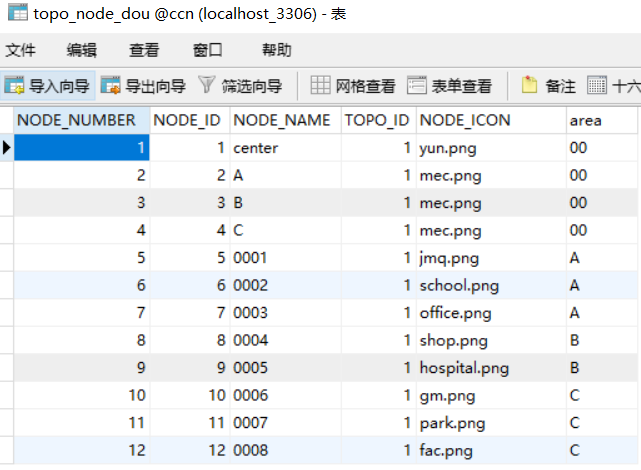 topo_node_dou @ccn (localhost_3306) - 表
文件 编辑 查看 窗口 帮助
导入向导 导出向导 筛选向导 网格查看 表单查看 备注 十六
NODE_NUMBER NODE_ID NODE_NAME TOPO_ID NODE_ICON area
1 1 center 1 yun.png 00
2 2 A 1 mec.png 00
3 3 B 1 mec.png 00
4 4 C 1 mec.png 00
5 5 0001 1 jmq.png A
6 6 0002 1 school.png A
7 7 0003 1 office.png A
8 8 0004 1 shop.png B
9 9 0005 1 hospital.png B
10 10 0006 1 gm.png C
11 11 0007 1 park.png C
12 12 0008 1 fac.png C